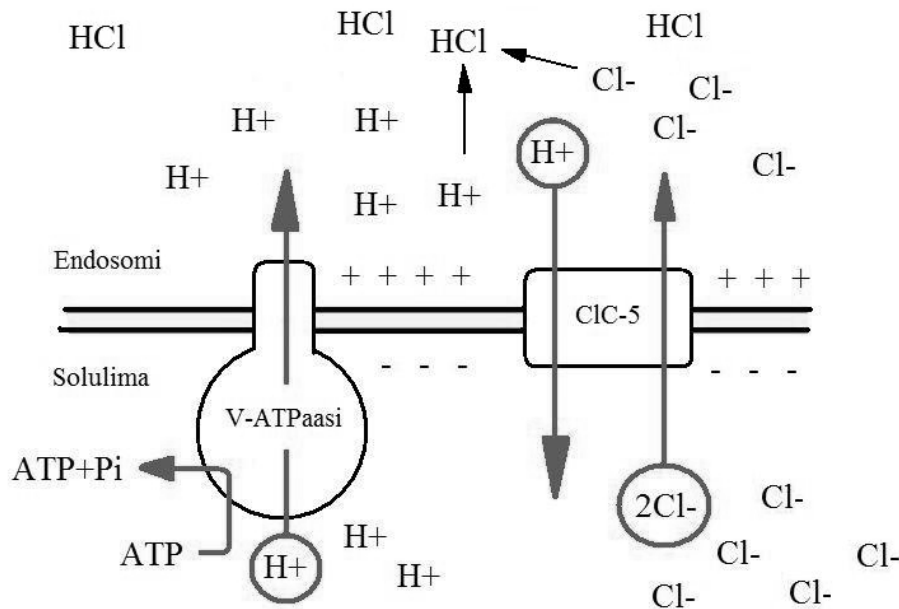 HCl
HCl
HCl
HCl
Cl-
Cl-
Cl-
Cl-
H+
H+
H+
H+
H+
H+
Endosomi
+ + + +
+ + +
ClC-5
Solulima
- - - -
- - -
V-ATPaasi
ATP+Pi
ATP
H+
H+
H+
2Cl-
Cl-
Cl-
Cl-
Cl-
Cl-